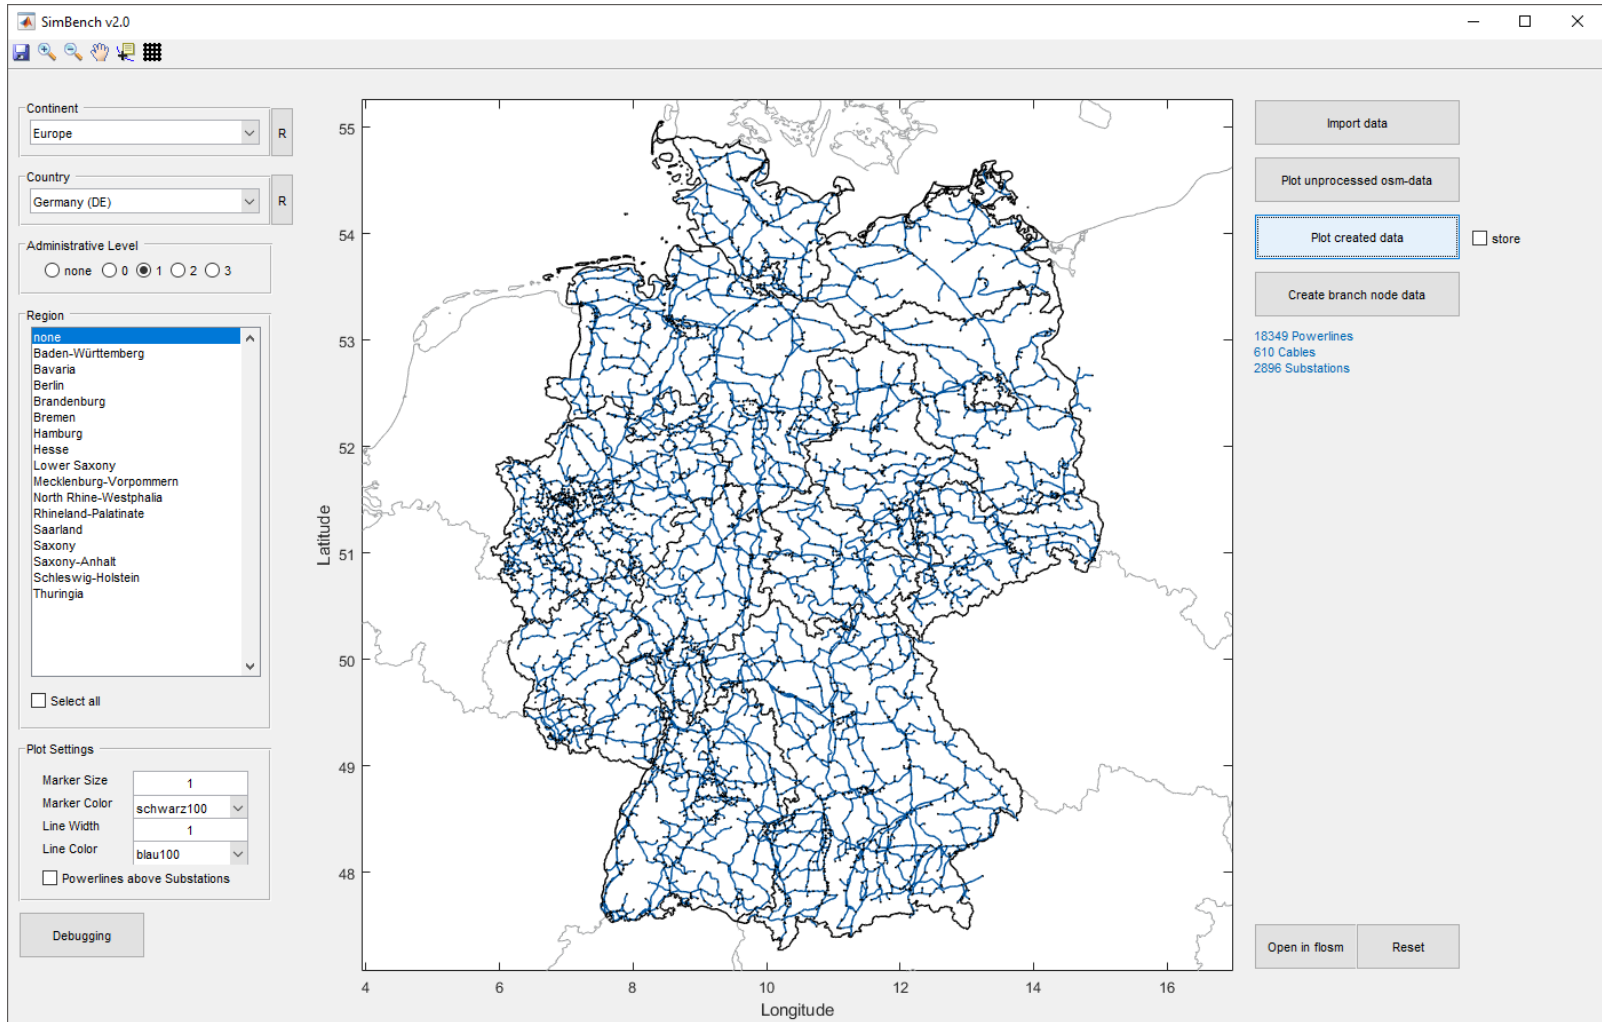 SimBench v2.0
Continent
Europe
R
Country
Germany (DE)
R
Administrative Level
none 0 1 2 3
Region
none
Baden-Württemberg
Bavaria
Berlin
Brandenburg
Bremen
Hamburg
Hesse
Lower Saxony
Mecklenburg-Vorpommern
North Rhine-Westphalia
Rhineland-Palatinate
Saarland
Saxony
Saxony-Anhalt
Schleswig-Holstein
Thuringia
Select all
Plot Settings
Marker Size 1
Marker Color schwarz100
Line Width 1
Line Color blau100
Powerlines above Substations
Debugging
Latitude
55
54
53
52
51
50
49
48
4 6 8 10 12 14 16
Longitude
Import data
Plot unprocessed osm-data
Plot created data
store
Create branch node data
18349 Powerlines
610 Cables
2896 Substations
Open in flosm
Reset